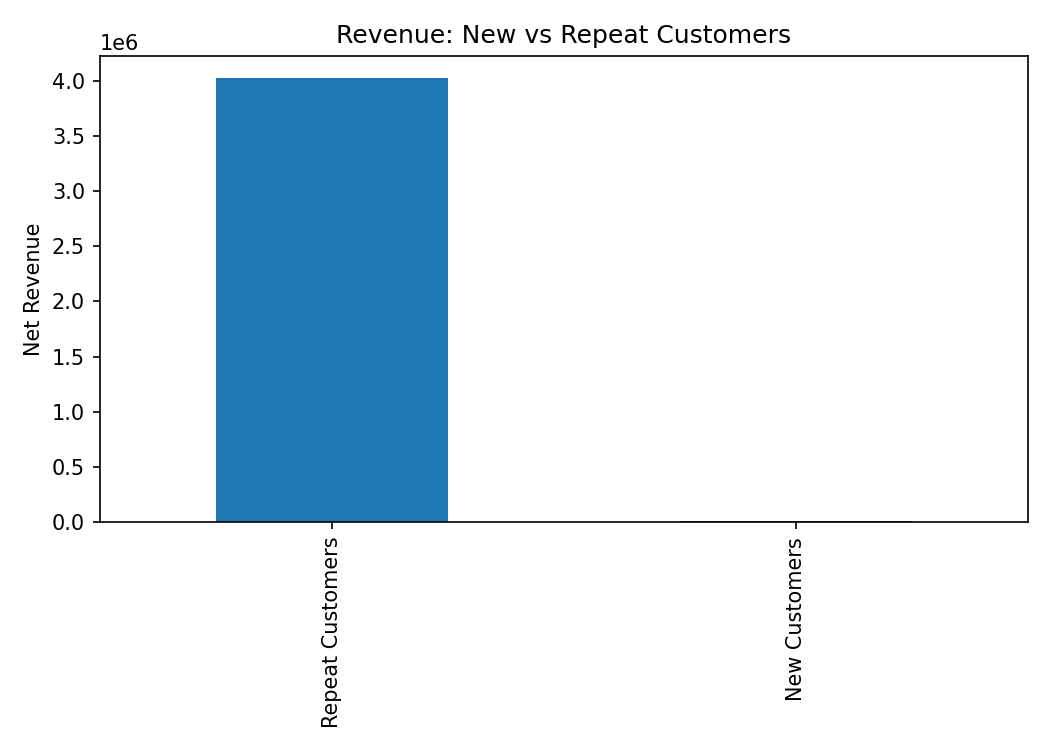 Revenue: New vs Repeat Customers
1e6
4.0
3.5
3.0
2.5
2.0
1.5
1.0
0.5
0.0
Net Revenue
Repeat Customers
New Customers